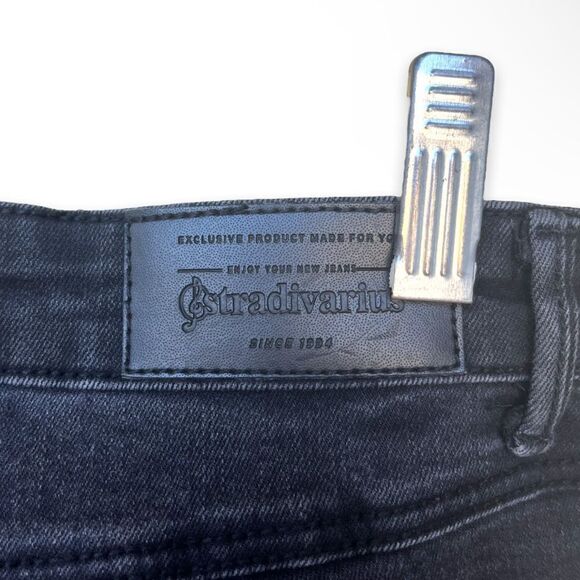 EXCLUSIVE PRODUCT MADE FOR
ENJOY YOUR NEW JEANS
Stradivarius
SINCE 1994